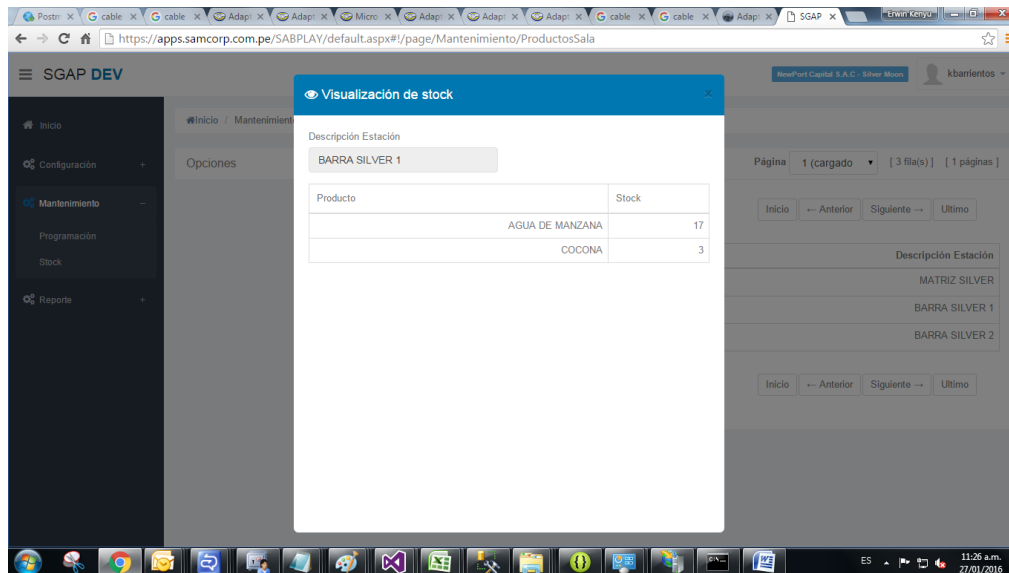 Postm
G cable
G cable
Adapt
Adapt
Micro
Adapt
Adapt
Adapt
G cable
G cable
Adapt
SGAP
Erwin Kenyu
https://apps.samcorp.com.pe/SABPLAY/default.aspx#!/page/Mantenimiento/ProductosSala
SGAP DEV
NewPort Capital S.A.C - Silver Moon
kbarrientos
Visualización de stock
Inicio
Inicio / Mantenimient
Descripción Estación
BARRA SILVER 1
Configuración +
Opciones
Página 1 (cargado [ 3 fila(s) ] [ 1 páginas ]
Producto Stock
Mantenimiento −
Inicio ← Anterior Siguiente → Ultimo
AGUA DE MANZANA 17
Programación
COCONA 3
Descripción Estación
Stock
MATRIZ SILVER
Reporte +
BARRA SILVER 1
BARRA SILVER 2
Inicio ← Anterior Siguiente → Ultimo
ES
11:26 a.m.
27/01/2016